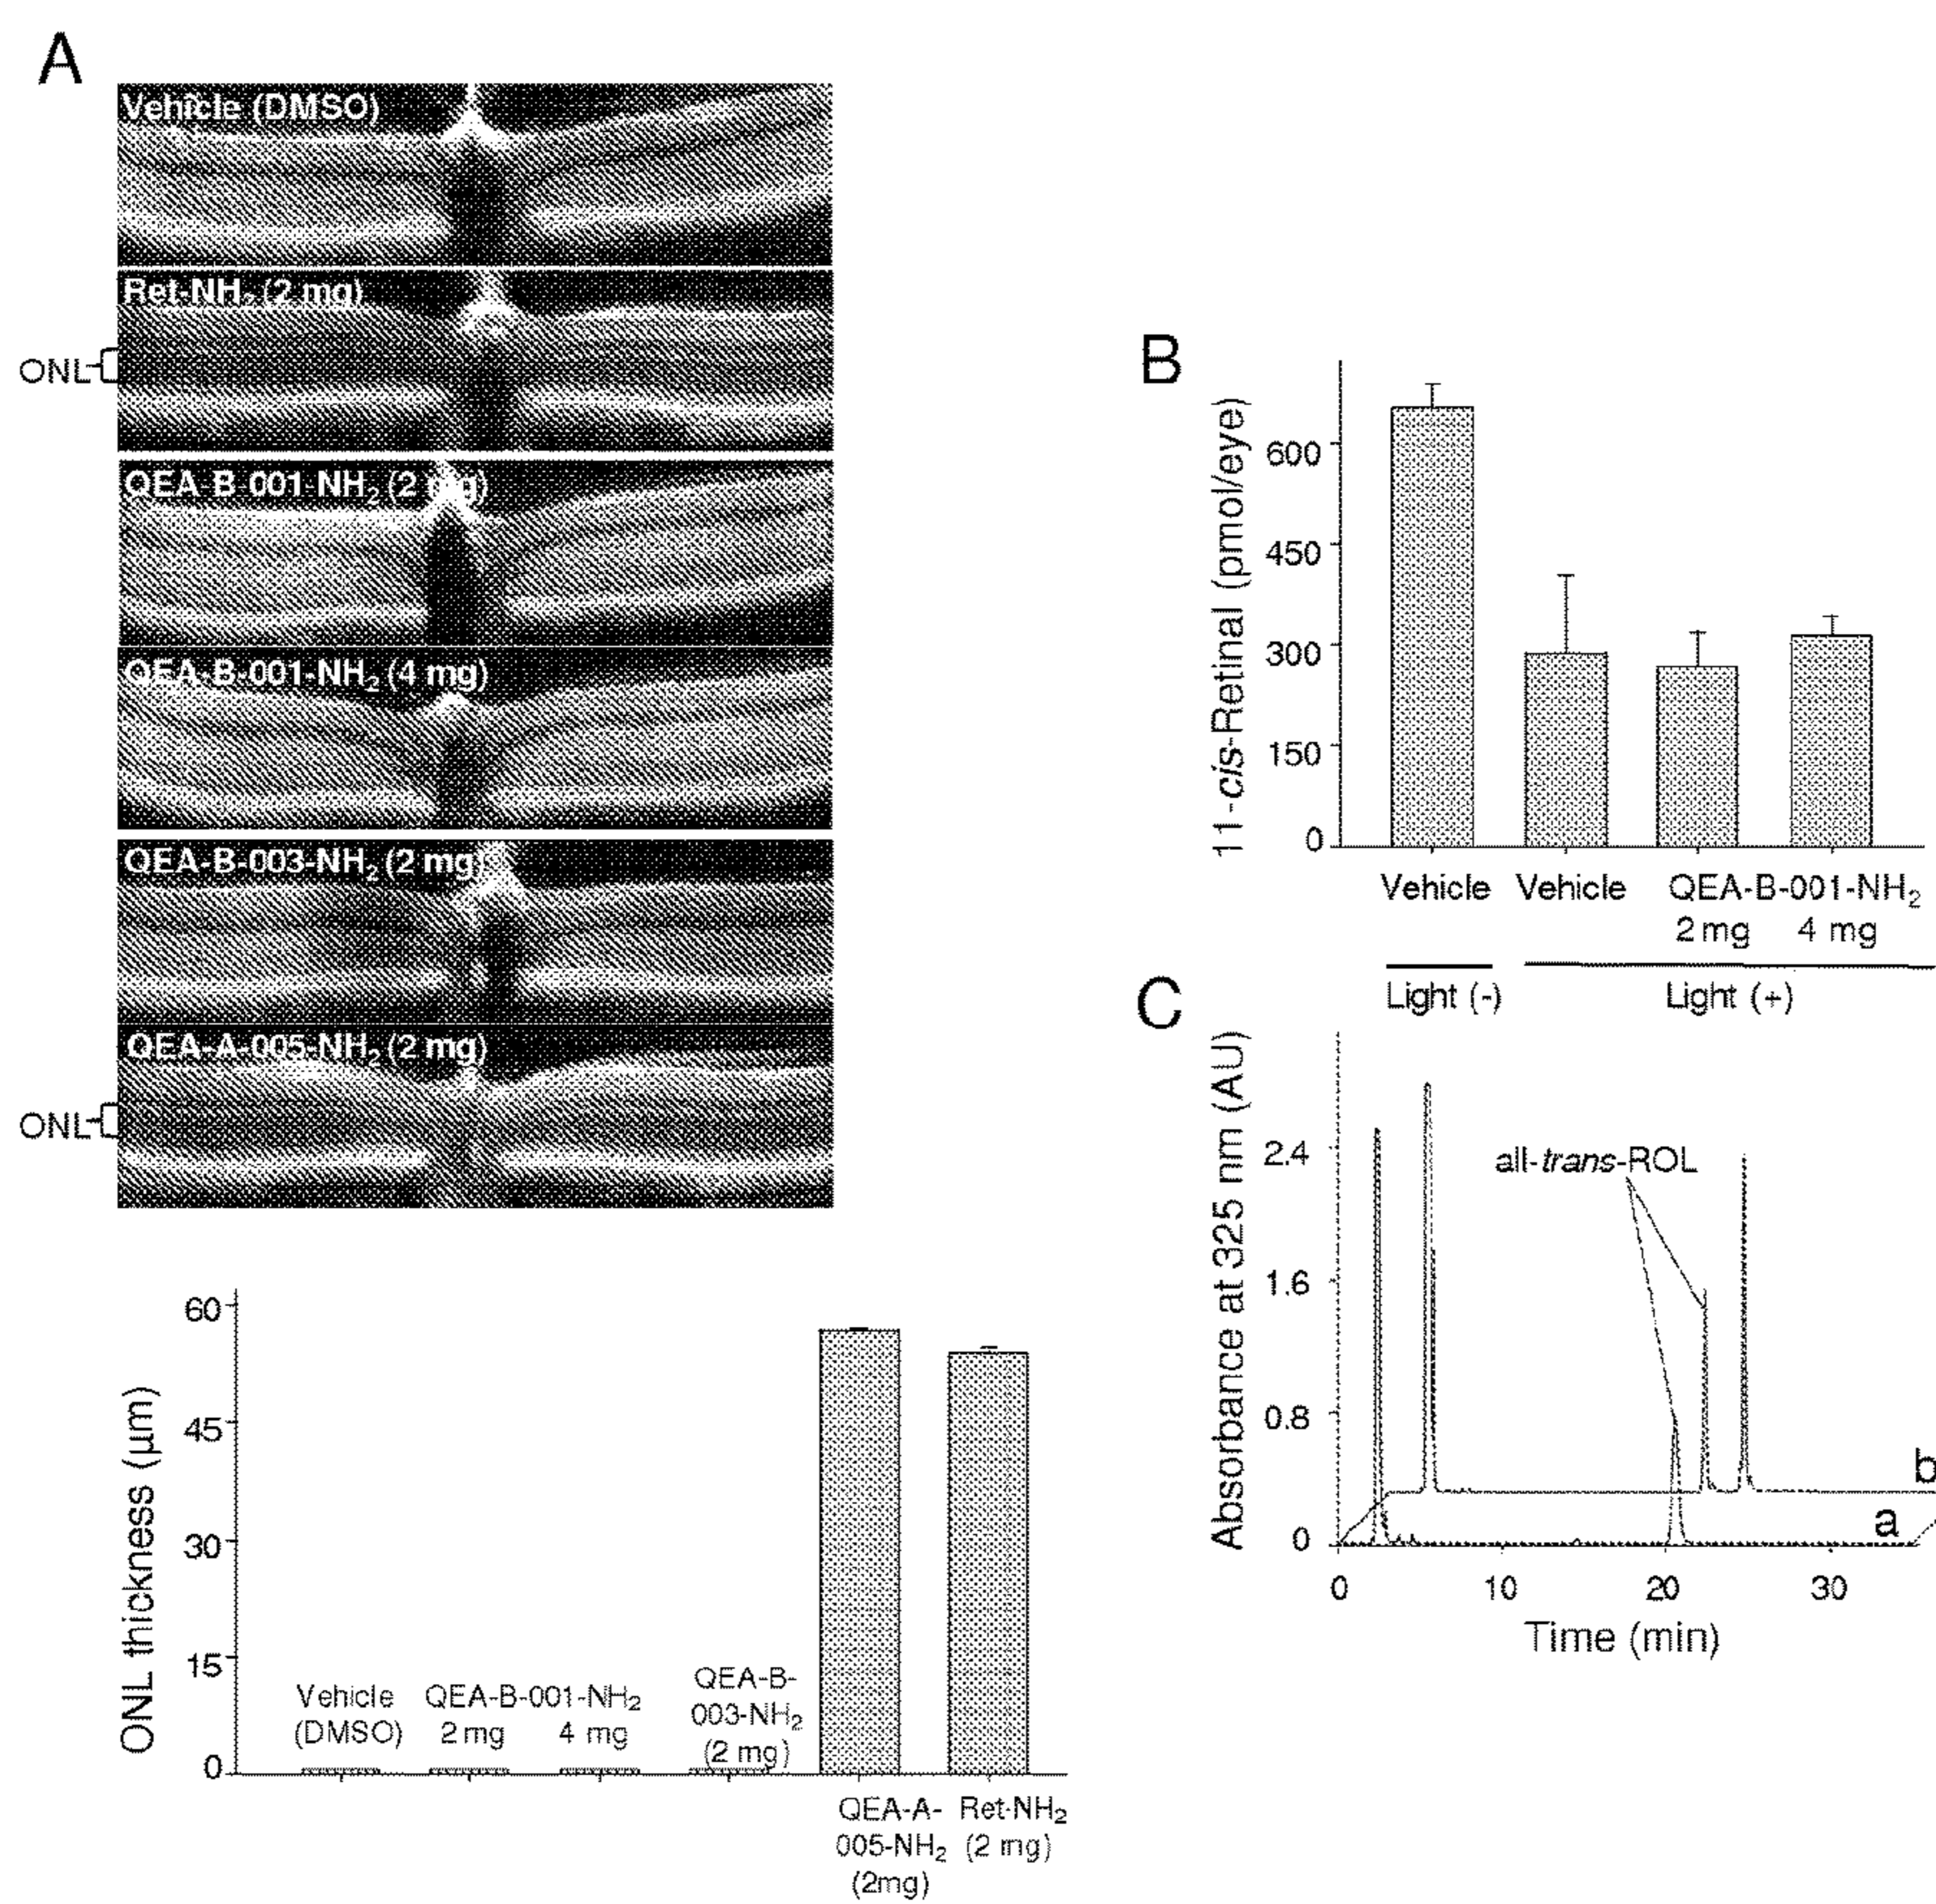 A
Vehicle (DMSO)
Ret-NH2 (2 mg)
ONL
QEA-B-001-NH2 (2 mg)
QEA-B-001-NH2 (4 mg)
QEA-B-003-NH2 (2 mg)
QEA-A-005-NH2 (2 mg)
ONL
ONL thickness (µm)
60
45
30
15
0
Vehicle
(DMSO)
QEA-B-001-NH2
2 mg 4 mg
QEA-B-
003-NH2
(2 mg)
QEA-A-
005-NH2
(2mg)
Ret-NH2
(2 mg)
B
11-cis-Retinal (pmol/eye)
600
450
300
150
0
Vehicle Vehicle QEA-B-001-NH2
2 mg 4 mg
Light (-) Light (+)
C
Absorbance at 325 nm (AU)
2.4
1.6
0.8
0
all-trans-ROL
b
a
0 10 20 30
Time (min)